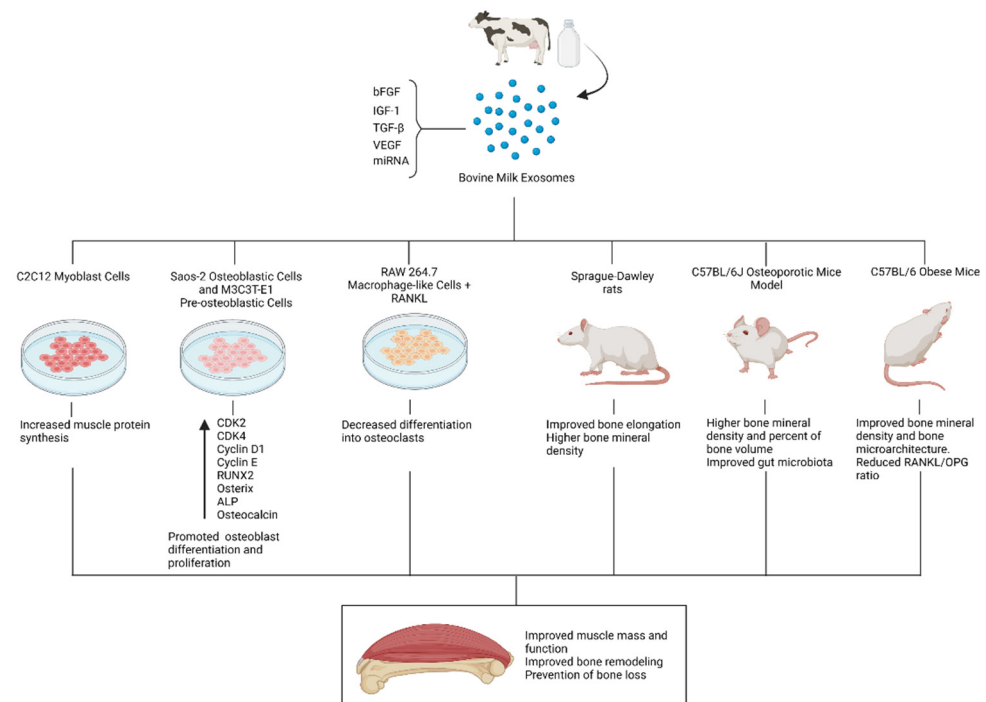 bFGF
IGF-1
TGF-β
VEGF
miRNA
Bovine Milk Exosomes
C2C12 Myoblast Cells
Saos-2 Osteoblastic Cells
and M3C3T-E1
Pre-osteoblastic Cells
RAW 264.7
Macrophage-like Cells +
RANKL
Sprague-Dawley
rats
C57BL/6J Osteoporotic Mice
Model
C57BL/6 Obese Mice
Increased muscle protein
synthesis
CDK2
CDK4
Cyclin D1
Cyclin E
RUNX2
Osterix
ALP
Osteocalcin
Promoted osteoblast
differentiation and
proliferation
Decreased differentiation
into osteoclasts
Improved bone elongation
Higher bone mineral
density
Higher bone mineral
density and percent of
bone volume
Improved gut microbiota
Improved bone mineral
density and bone
microarchitecture.
Reduced RANKL/OPG
ratio
Improved muscle mass and
function
Improved bone remodeling
Prevention of bone loss